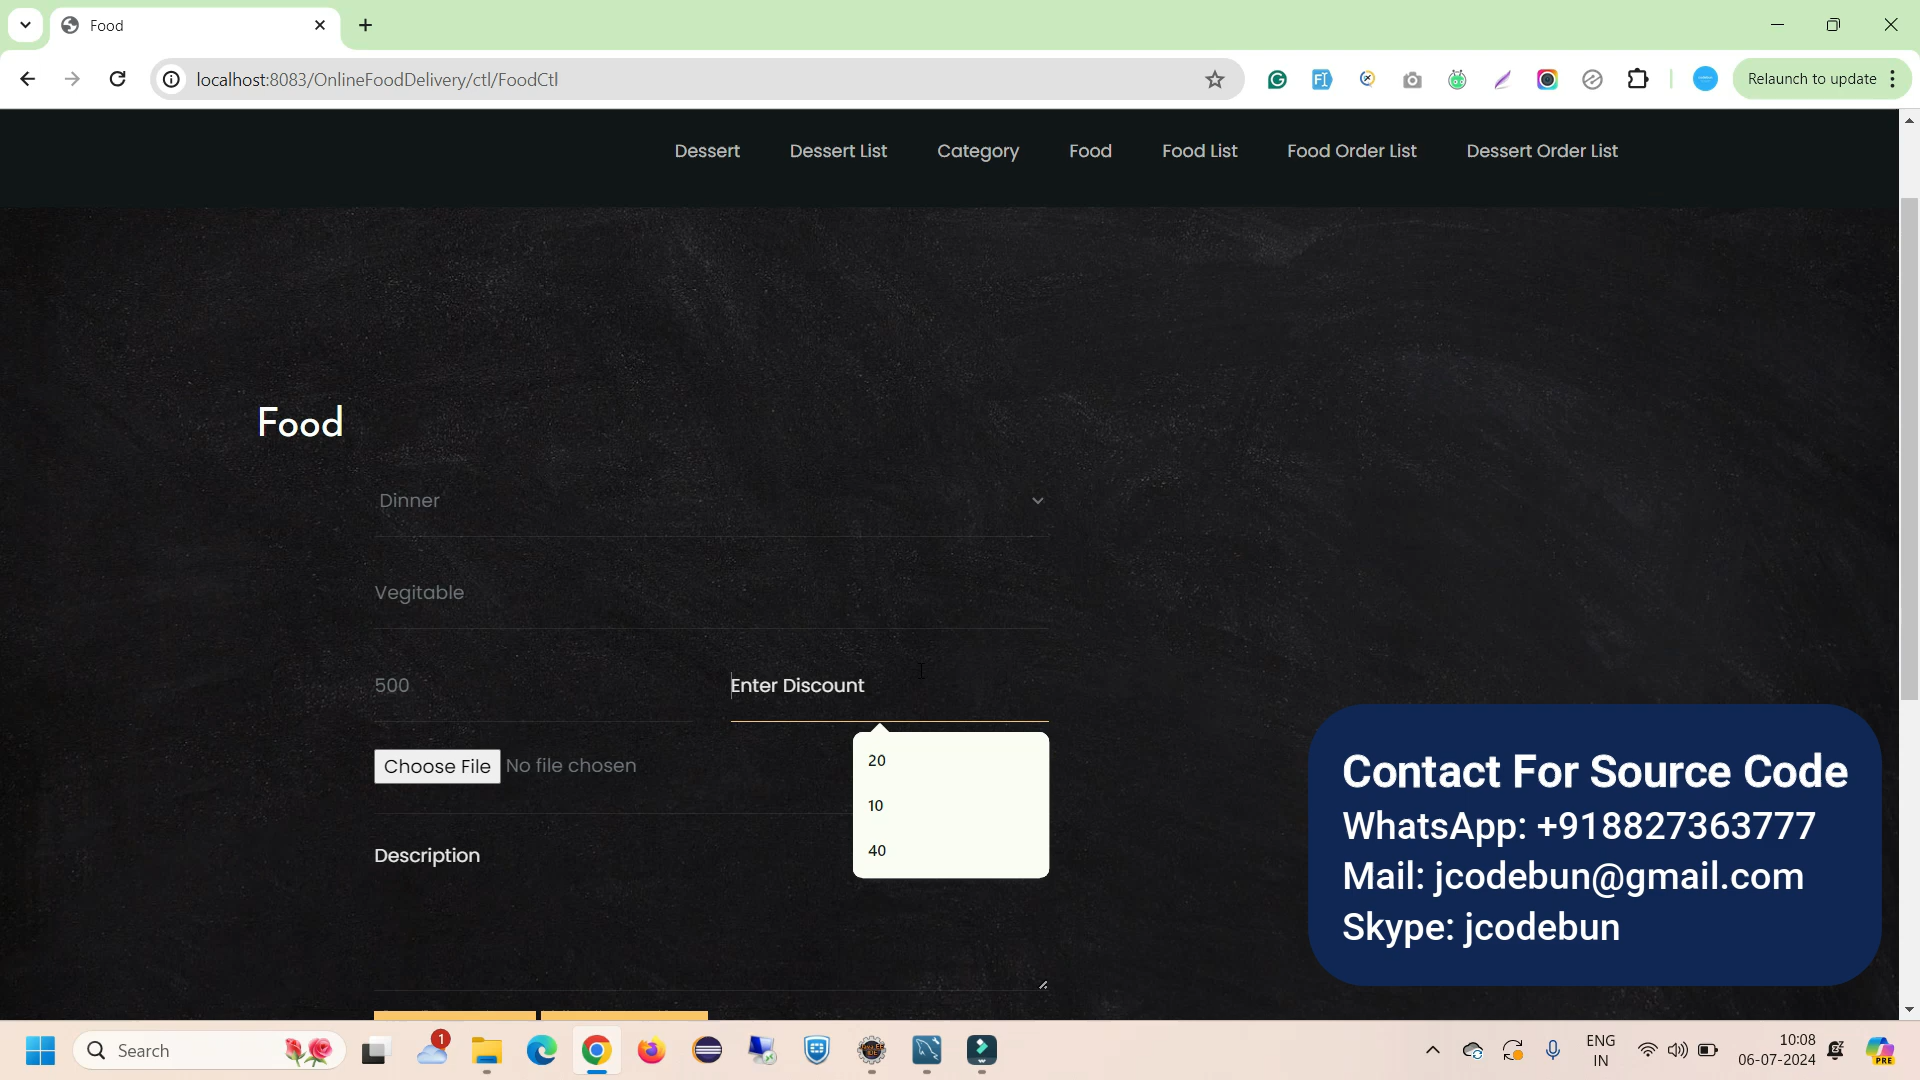 Food
localhost:8083/OnlineFoodDelivery/ctl/FoodCtl
Relaunch to update
Dessert
Dessert List
Category
Food
Food List
Food Order List
Dessert Order List
Food
Dinner
Vegitable
500
Enter Discount
20
10
40
Choose File No file chosen
Description
Contact For Source Code
WhatsApp: +918827363777
Mail: jcodebun@gmail.com
Skype: jcodebun
Search
1
ENG
IN
10:08
06-07-2024
PRE